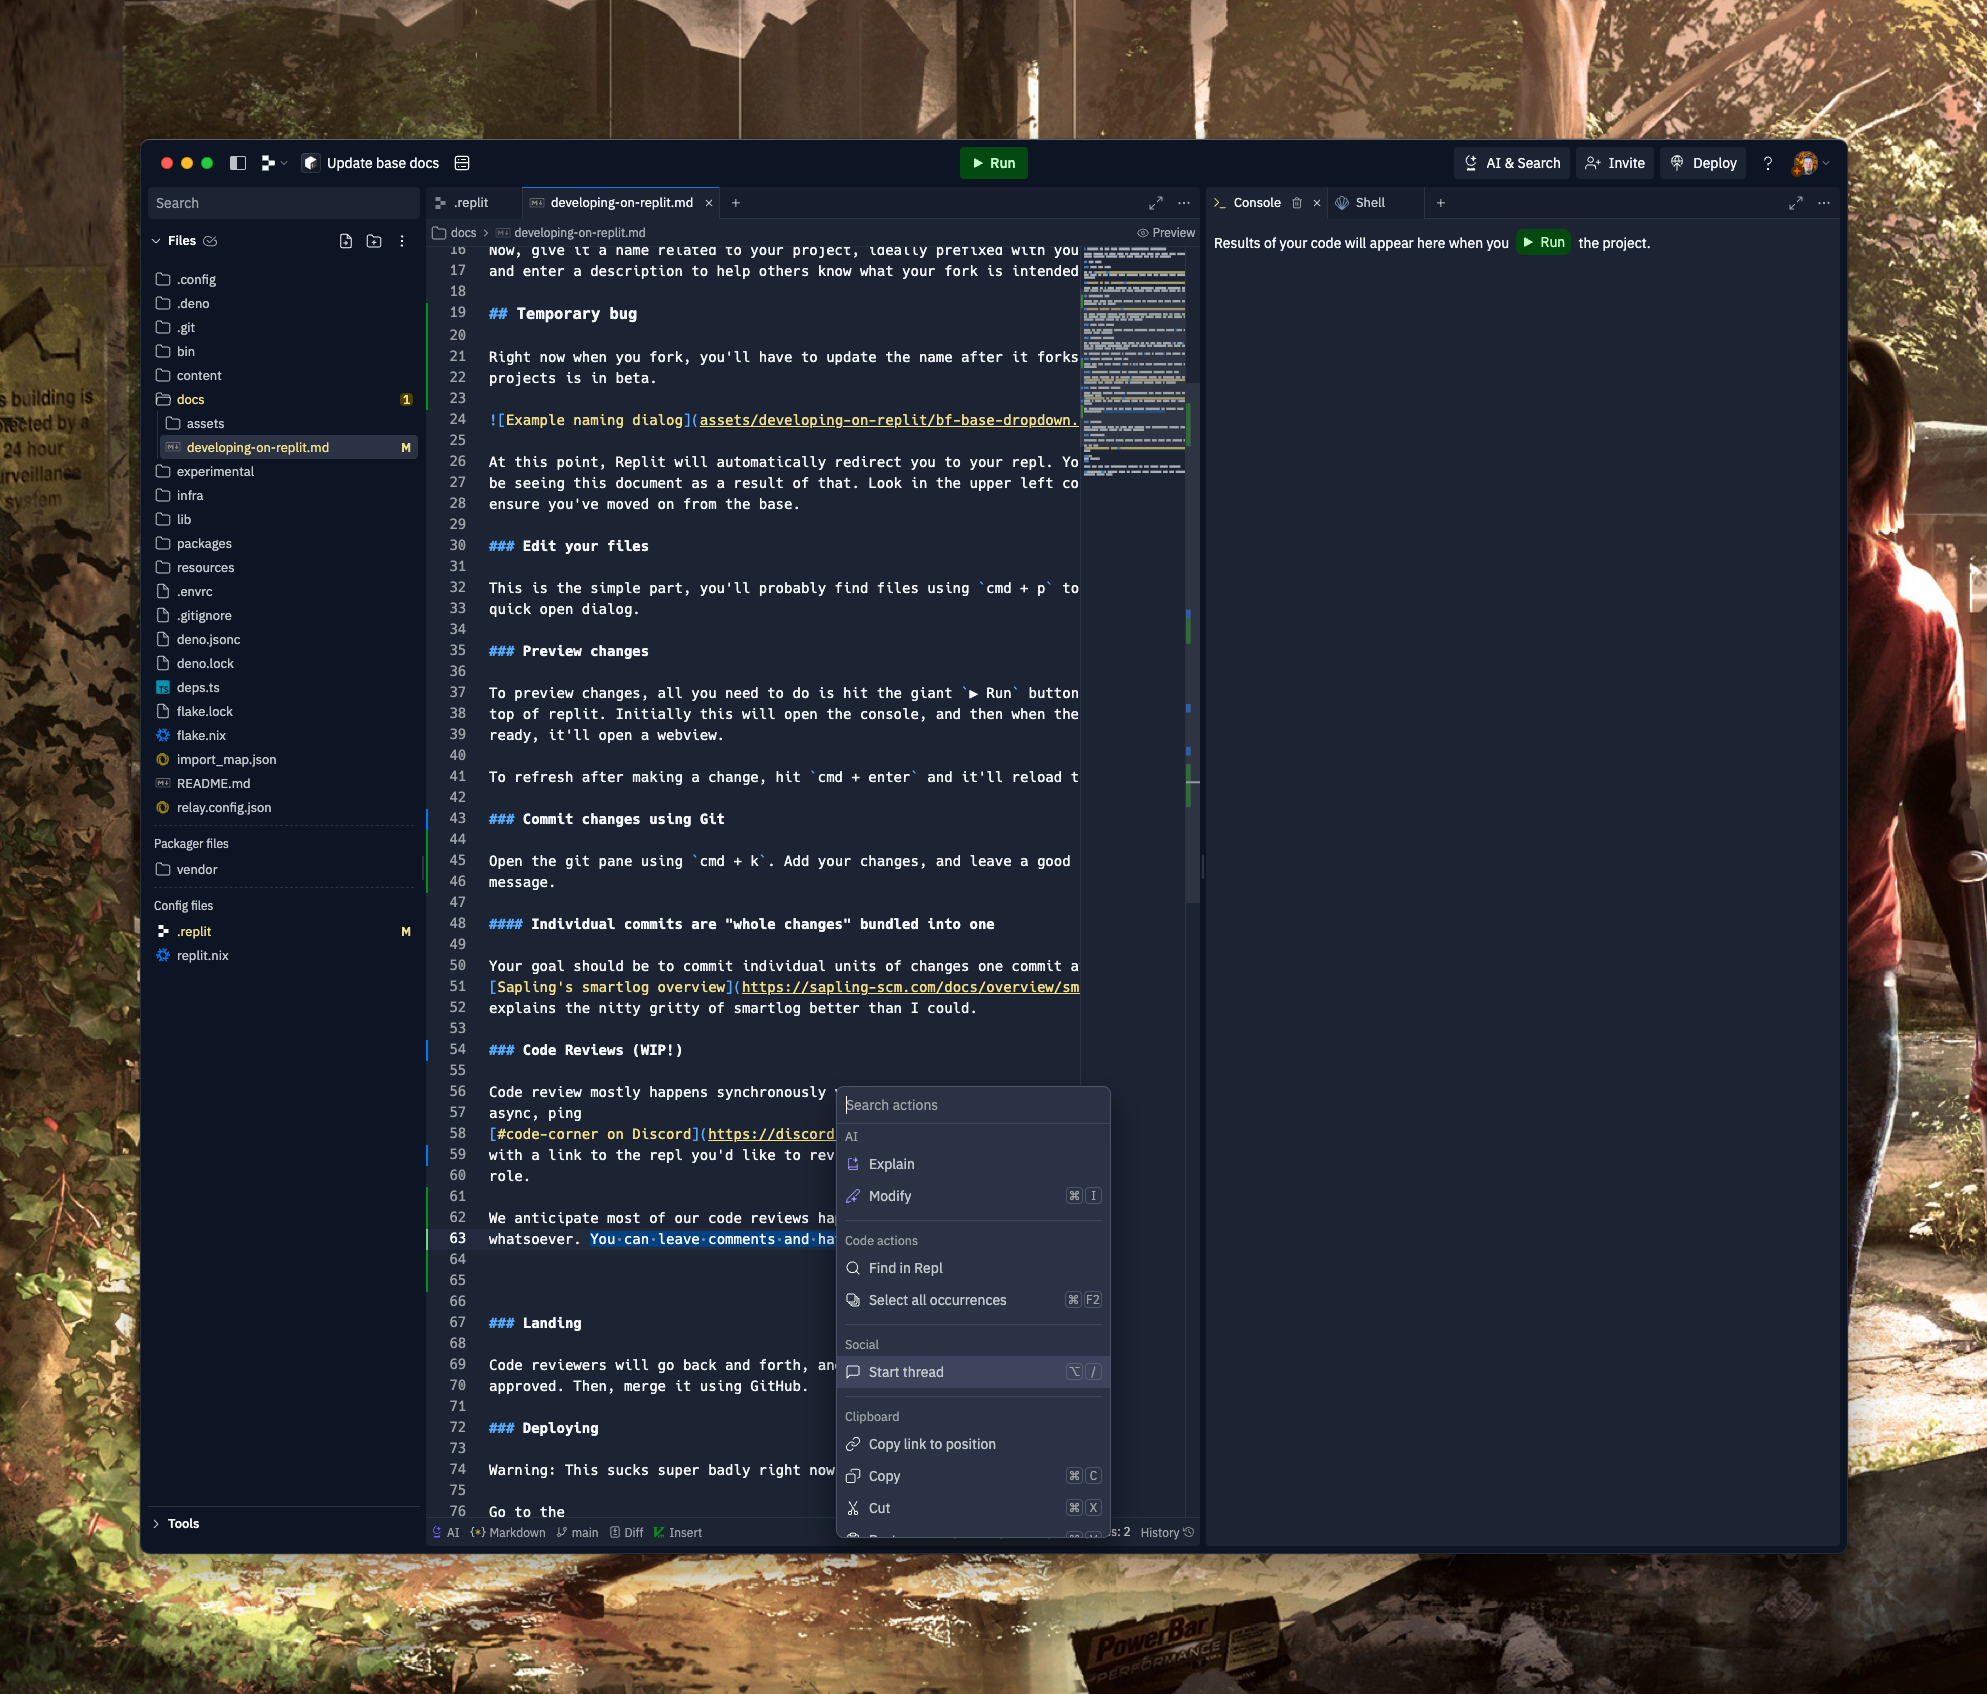 Update base docs
Run
AI & Search
Invite
Deploy
?
Search
Files
.config
.deno
.git
bin
content
docs
1
assets
developing-on-replit.md
M
experimental
infra
lib
packages
resources
.envrc
.gitignore
deno.jsonc
deno.lock
TS deps.ts
flake.lock
flake.nix
import_map.json
README.md
relay.config.json
Packager files
vendor
Config files
.replit
M
replit.nix
Tools
.replit
developing-on-replit.md
docs > developing-on-replit.md
Preview
16 Now, give it a name related to your project, ideally prefixed with you
17 and enter a description to help others know what your fork is intended
18
19 ## Temporary bug
20
21 Right now when you fork, you'll have to update the name after it forks
22 projects is in beta.
23
24 ![Example naming dialog](assets/developing-on-replit/bf-base-dropdown.
25
26 At this point, Replit will automatically redirect you to your repl. Yo
27 be seeing this document as a result of that. Look in the upper left co
28 ensure you've moved on from the base.
29
30 ### Edit your files
31
32 This is the simple part, you'll probably find files using `cmd + p` to
33 quick open dialog.
34
35 ### Preview changes
36
37 To preview changes, all you need to do is hit the giant `▶ Run` button
38 top of replit. Initially this will open the console, and then when the
39 ready, it'll open a webview.
40
41 To refresh after making a change, hit `cmd + enter` and it'll reload t
42
43 ### Commit changes using Git
44
45 Open the git pane using `cmd + k`. Add your changes, and leave a good
46 message.
47
48 #### Individual commits are "whole changes" bundled into one
49
50 Your goal should be to commit individual units of changes one commit a
51 [Sapling's smartlog overview](https://sapling-scm.com/docs/overview/sm
52 explains the nitty gritty of smartlog better than I could.
53
54 ### Code Reviews (WIP!)
55
56 Code review mostly happens synchronously
57 async, ping
58 [#code-corner on Discord](https://discord
59 with a link to the repl you'd like to rev
60 role.
61
62 We anticipate most of our code reviews ha
63 whatsoever. You can leave comments and ha
64
65
66
67 ### Landing
68
69 Code reviewers will go back and forth, an
70 approved. Then, merge it using GitHub.
71
72 ### Deploying
73
74 Warning: This sucks super badly right now
75
76 Go to the
AI
Markdown
main
Diff
Insert
s: 2
History
Search actions
AI
Explain
Modify ⌘ I
Code actions
Find in Repl
Select all occurrences ⌘ F2
Social
Start thread ⌥ /
Clipboard
Copy link to position
Copy ⌘ C
Cut ⌘ X
Console
Shell
Results of your code will appear here when you ▶ Run the project.
s building is
24 hour
system
PowerBar
PERFORMANCE